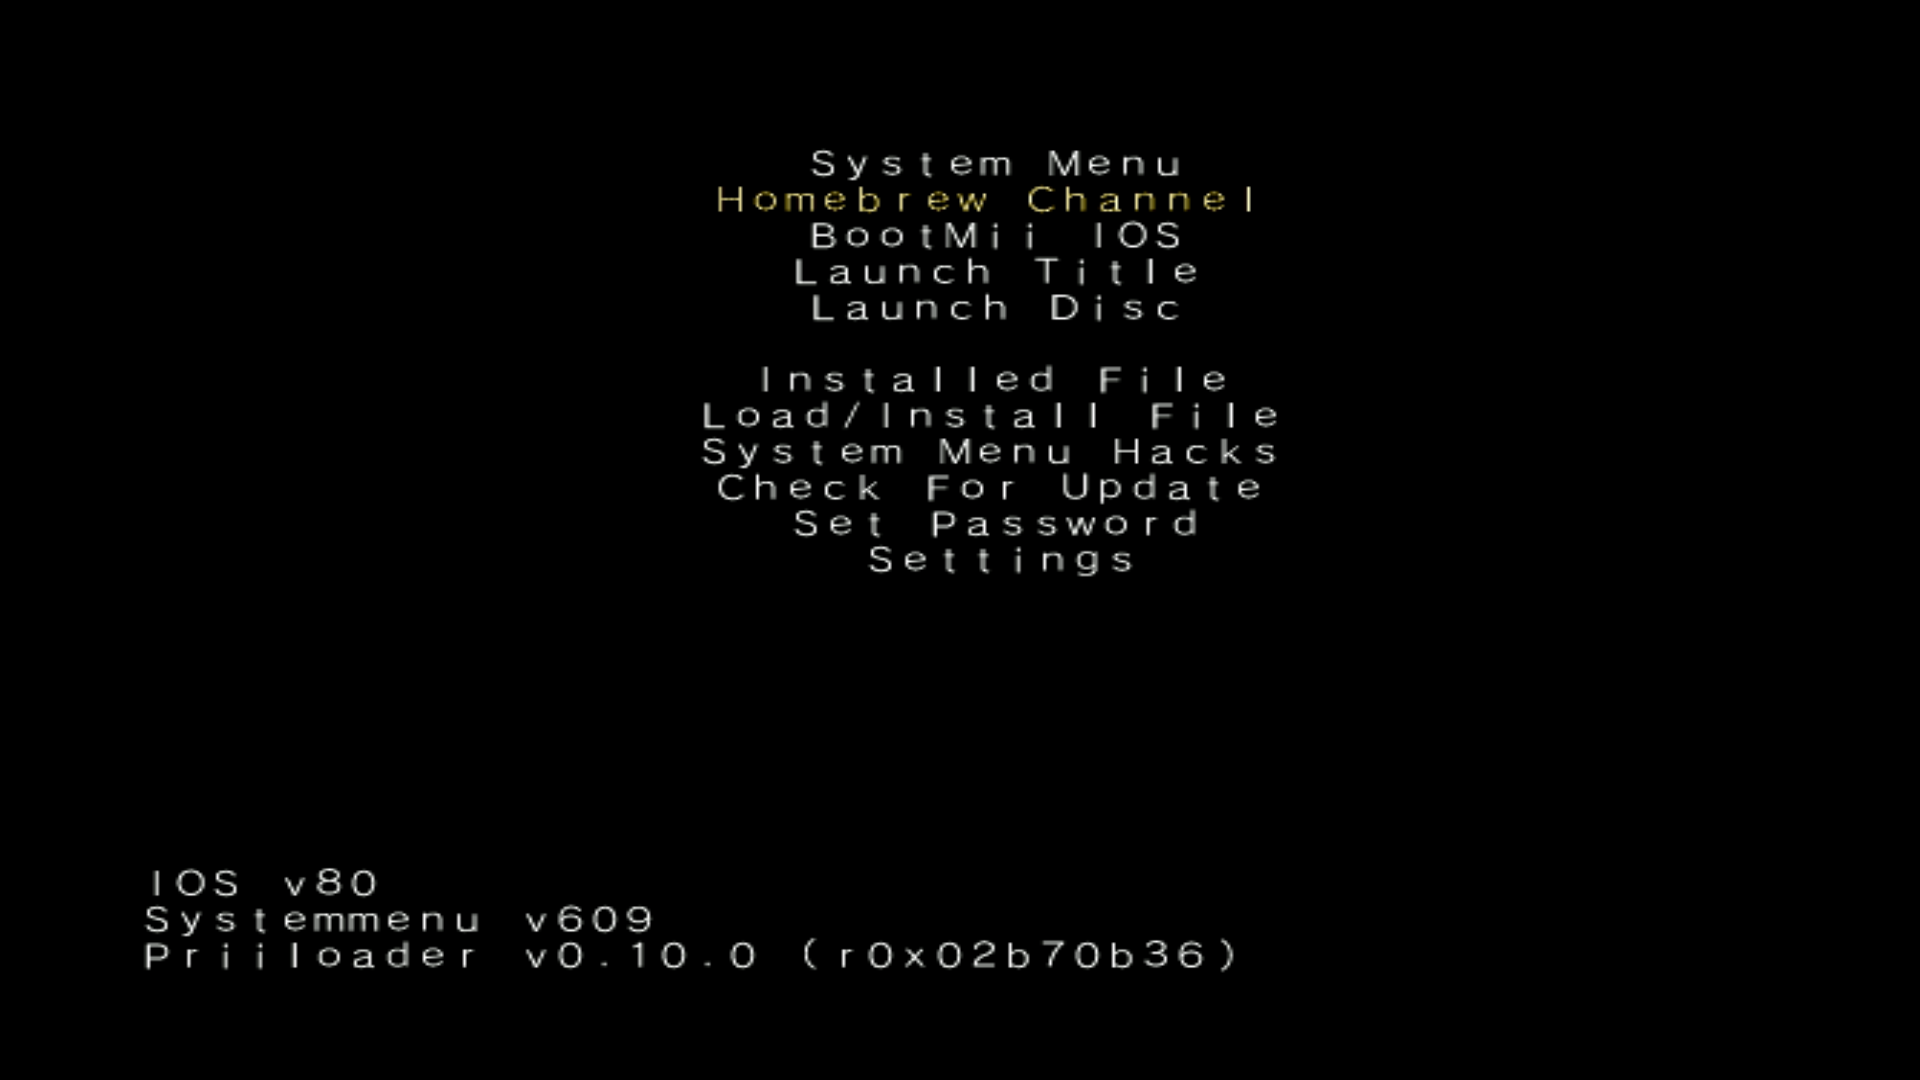 System Menu
Homebrew Channel
BootMii IOS
Launch Title
Launch Disc
Installed File
Load/Install File
System Menu Hacks
Check For Update
Set Password
Settings
IOS v80
Systemmenu v609
Priiloader v0.10.0 (r0x02b70b36)